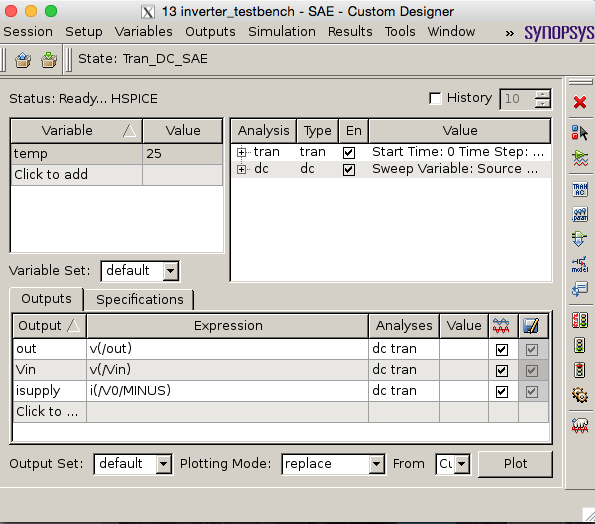 13 inverter_testbench - SAE - Custom Designer
Session Setup Variables Outputs Simulation Results Tools Window » SYNOPSYS
State: Tran_DC_SAE
Status: Ready... HSPICE
History 10
Variable Value
temp 25
Click to add
Analysis Type En Value
tran tran Start Time: 0 Time Step: ...
dc dc Sweep Variable: Source ...
Variable Set: default
Outputs Specifications
Output Expression Analyses Value
out v(/out) dc tran
Vin v(/Vin) dc tran
isupply i(/V0/MINUS) dc tran
Click to ...
Output Set: default Plotting Mode: replace From Cu Plot
TRAN
AC
model